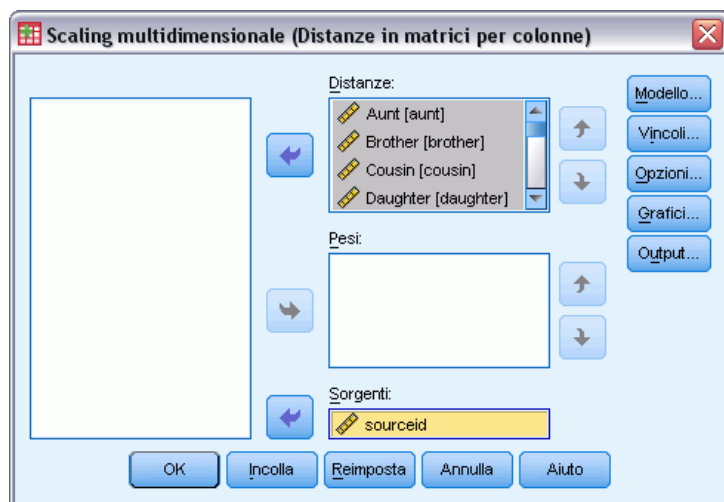 Scaling multidimensionale (Distanze in matrici per colonne)
Distanze:
Aunt [aunt]
Brother [brother]
Cousin [cousin]
Daughter [daughter]
Pesi:
Sorgenti:
sourceid
Modello...
Vincoli...
Opzioni...
Grafici...
Output...
OK
Incolla
Reimposta
Annulla
Aiuto